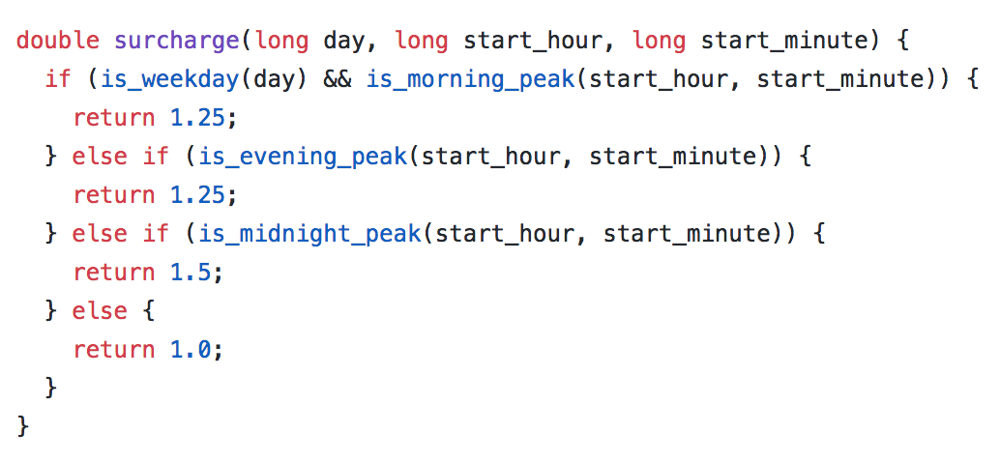 double surcharge(long day, long start_hour, long start_minute) {
  if (is_weekday(day) && is_morning_peak(start_hour, start_minute)) {
    return 1.25;
  } else if (is_evening_peak(start_hour, start_minute)) {
    return 1.25;
  } else if (is_midnight_peak(start_hour, start_minute)) {
    return 1.5;
  } else {
    return 1.0;
  }
}